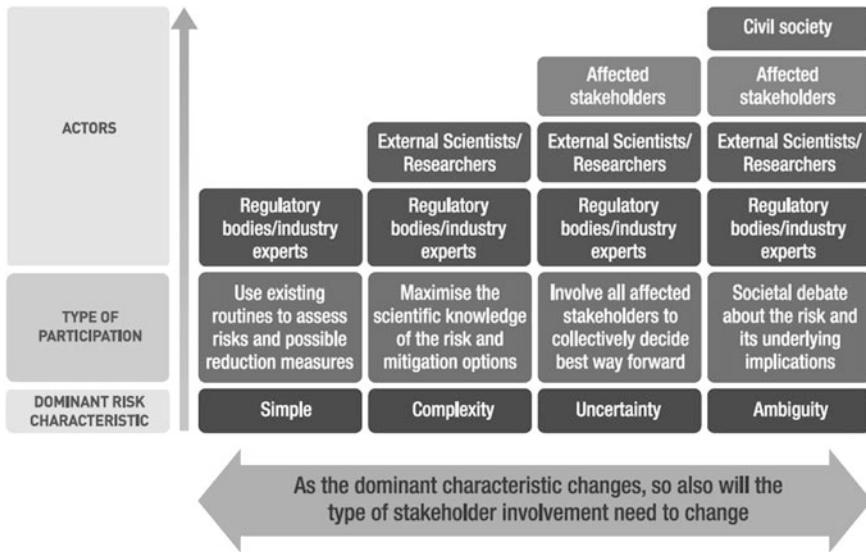 Civil society
Affected
stakeholders
Affected
stakeholders
ACTORS
External Scientists/
Researchers
External Scientists/
Researchers
External Scientists/
Researchers
Regulatory
bodies/industry
experts
Regulatory
bodies/industry
experts
Regulatory
bodies/industry
experts
Regulatory
bodies/industry
experts
TYPE OF
PARTICIPATION
Use existing
routines to assess
risks and possible
reduction measures
Maximise the
scientific knowledge
of the risk and
mitigation options
Involve all affected
stakeholders to
collectively decide
best way forward
Societal debate
about the risk and
its underlying
implications
DOMINANT RISK
CHARACTERISTIC
Simple
Complexity
Uncertainty
Ambiguity
As the dominant characteristic changes, so also will the
type of stakeholder involvement need to change